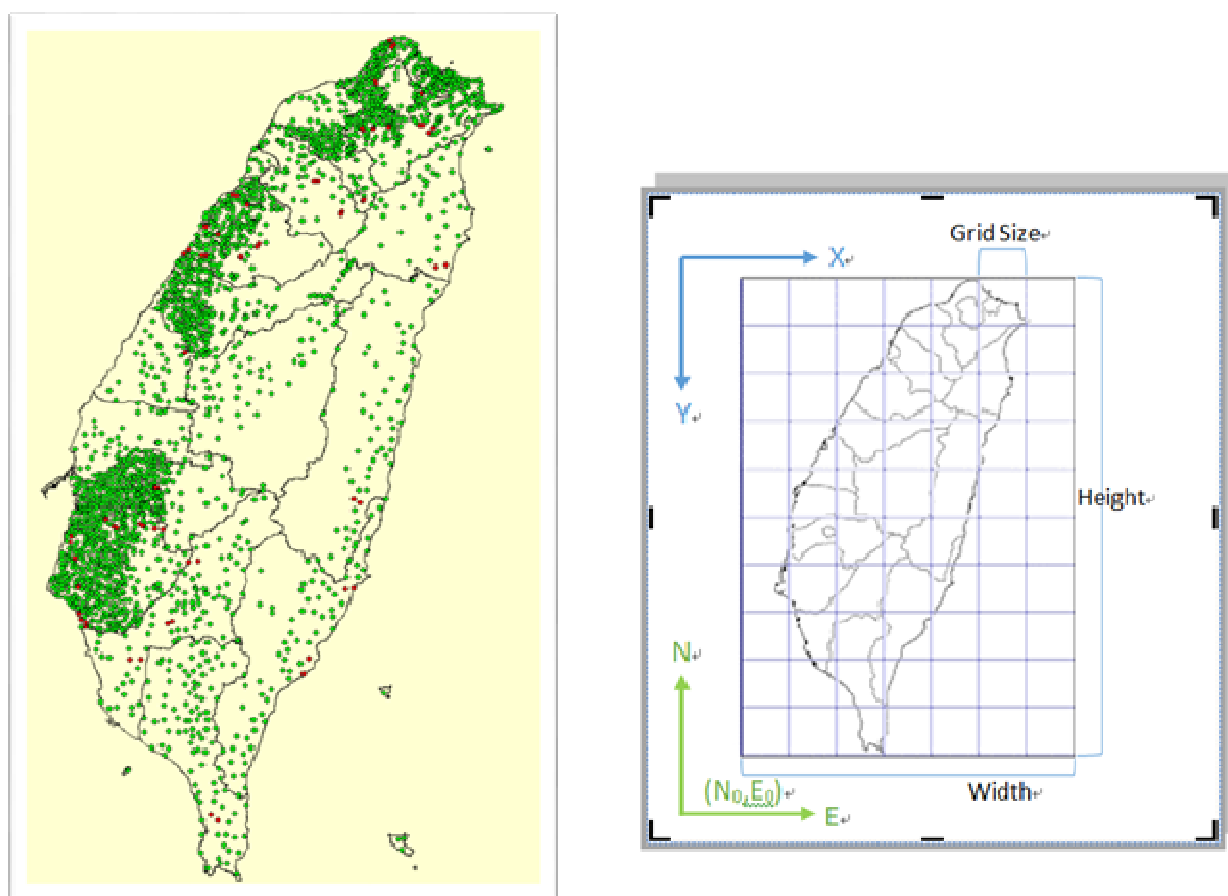 Grid Size
X
Y
Height
N
(N₀,E₀)
E
Width